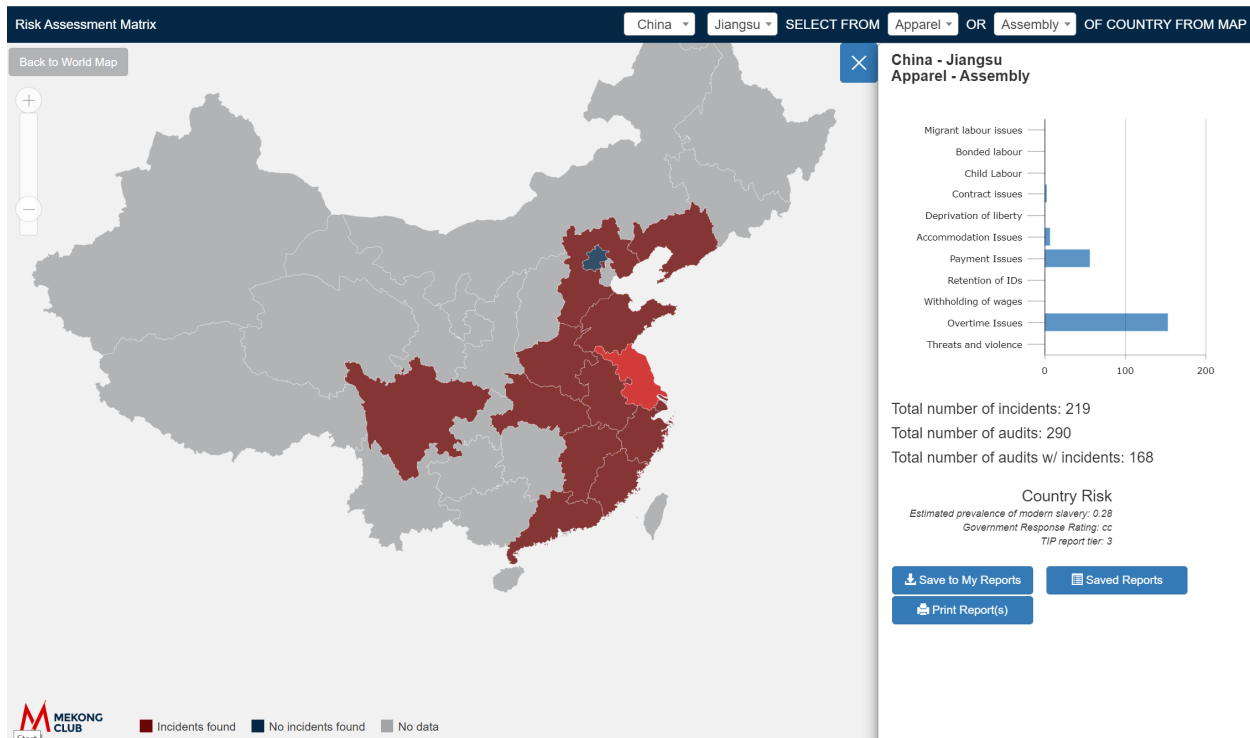 Risk Assessment Matrix
China
Jiangsu
SELECT FROM
Apparel
OR
Assembly
OF COUNTRY FROM MAP
Back to World Map
China - Jiangsu
Apparel - Assembly
Migrant labour issues
Bonded labour
Child Labour
Contract issues
Deprivation of liberty
Accommodation Issues
Payment Issues
Retention of IDs
Withholding of wages
Overtime Issues
Threats and violence
0 100 200
Total number of incidents: 219
Total number of audits: 290
Total number of audits w/ incidents: 168
Country Risk
Estimated prevalence of modern slavery: 0.28
Government Response Rating: cc
TIP report tier: 3
Save to My Reports
Saved Reports
Print Report(s)
MEKONG
CLUB
Incidents found
No incidents found
No data